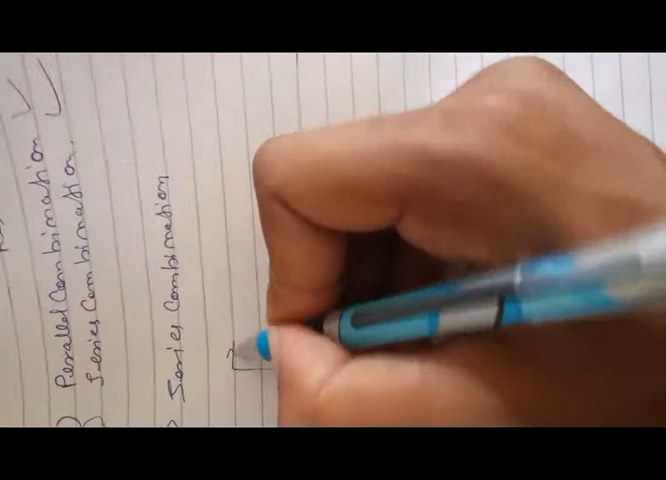 Parallel Combination
Series Combination.
Series Combination